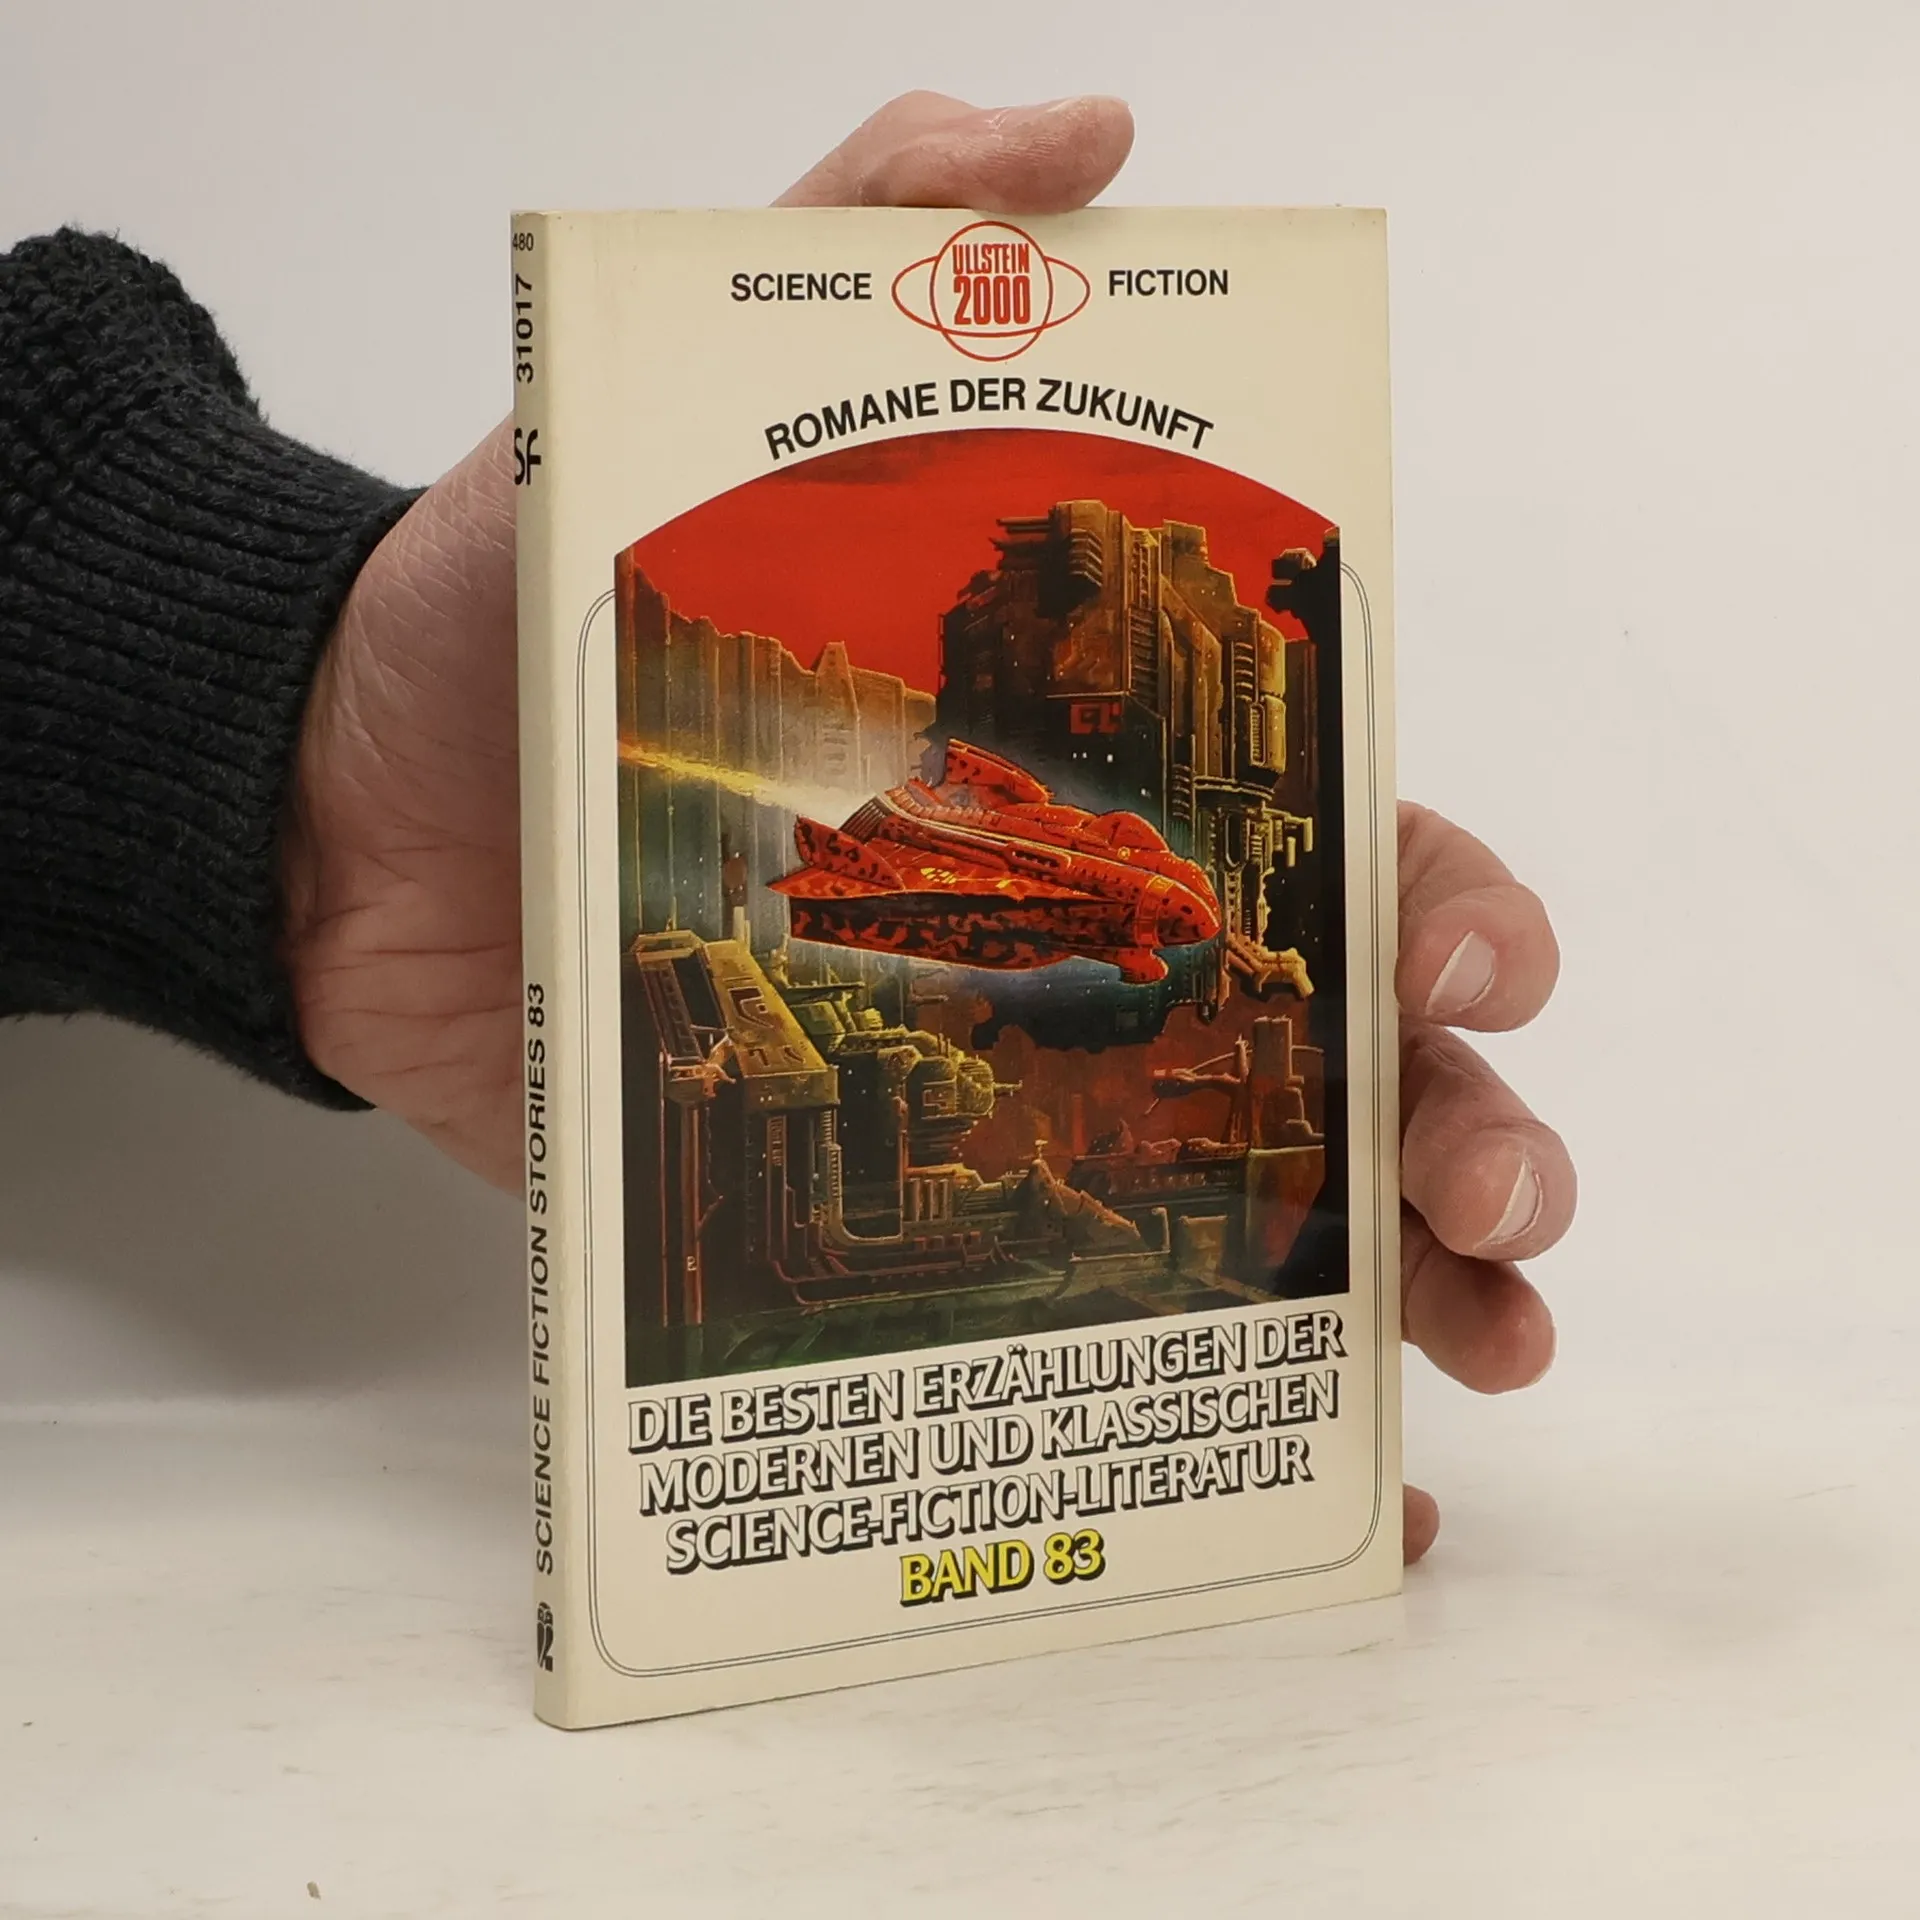 480
31017
SF
SCIENCE FICTION STORIES 83
SCIENCE ULLSTEIN 2000 FICTION
ROMANE DER ZUKUNFT
DIE BESTEN ERZÄHLUNGEN DER
MODERNEN UND KLASSISCHEN
SCIENCE-FICTION-LITERATUR
BAND 83